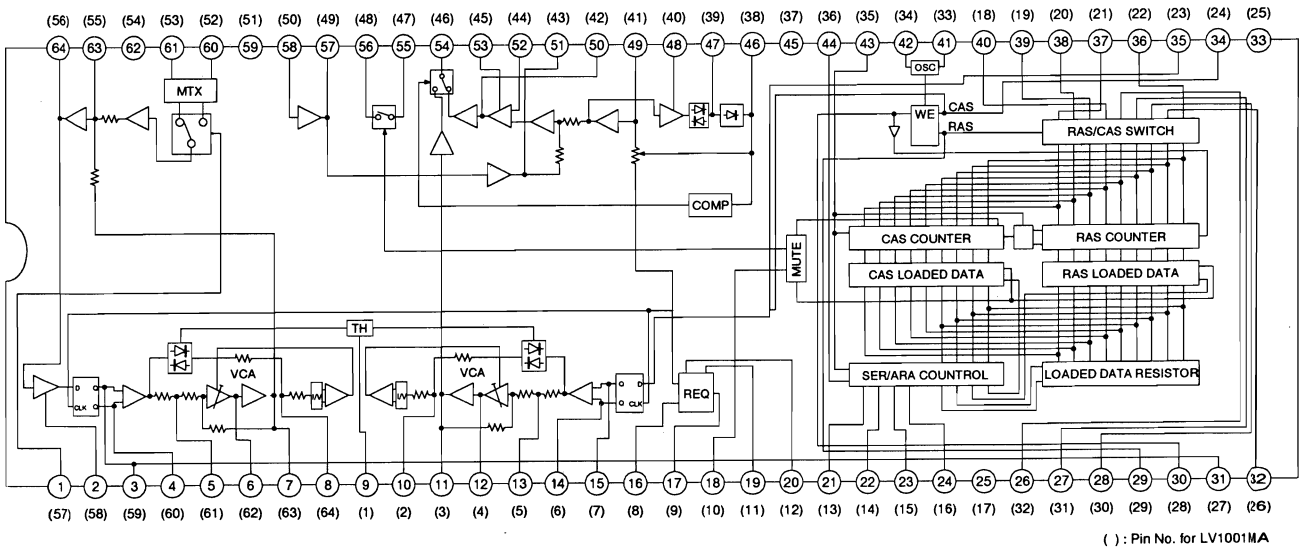 (56) (55) (54) (53) (52) (51) (50) (49) (48) (47) (46) (45) (44) (43) (42) (41) (40) (39) (38) (37) (36) (35) (34) (33) (18) (19) (20) (21) (22) (23) (24) (25)
64 63 62 61 60 59 58 57 56 55 54 53 52 51 50 49 48 47 46 45 44 43 42 41 40 39 38 37 36 35 34 33
OSC
MTX
CAS
WE
RAS
RAS/CAS SWITCH
COMP
MUTE
CAS COUNTER
RAS COUNTER
CAS LOADED DATA
RAS LOADED DATA
TH
VCA
VCA
SER/ARA COUNTROL
LOADED DATA RESISTOR
D
D
CLK
CLK
REQ
1 2 3 4 5 6 7 8 9 10 11 12 13 14 15 16 17 18 19 20 21 22 23 24 25 26 27 28 29 30 31 32
(57) (58) (59) (60) (61) (62) (63) (64) (1) (2) (3) (4) (5) (6) (7) (8) (9) (10) (11) (12) (13) (14) (15) (16) (17) (32) (31) (30) (29) (28) (27) (26)
( ) : Pin No. for LV1001MA